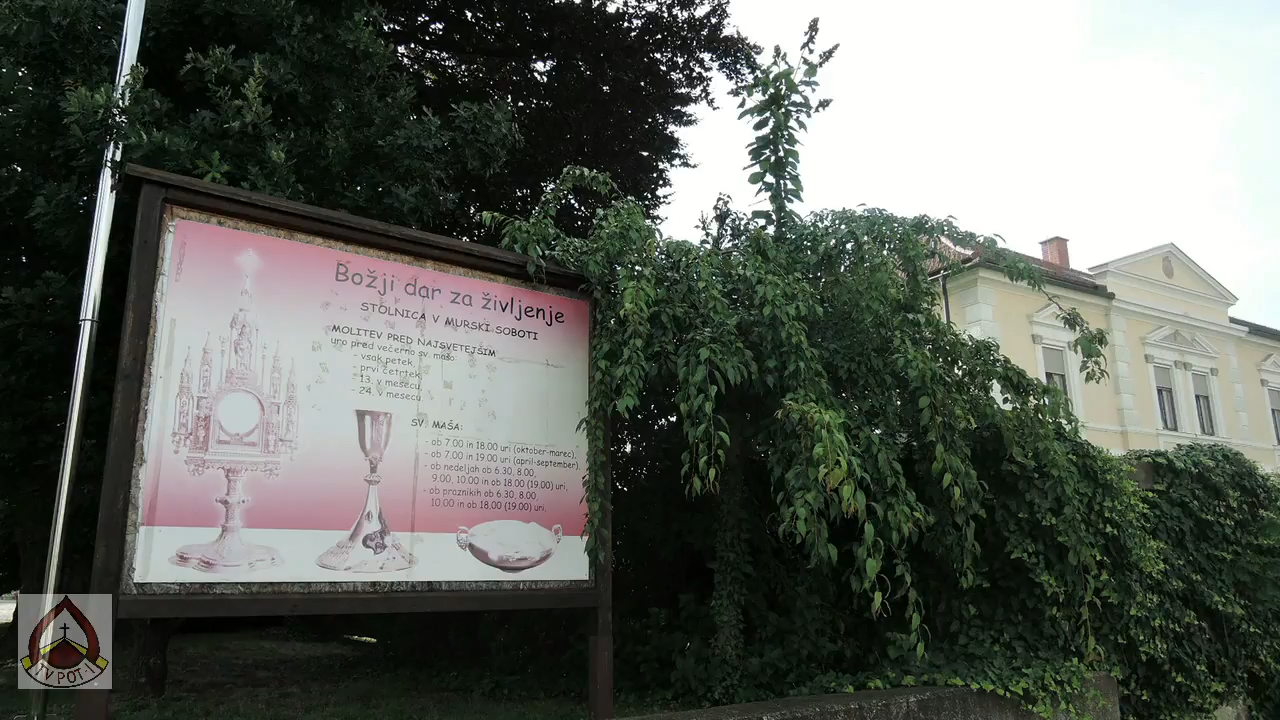 Božji dar za življenje
STOLNICA V MURSKI SOBOTI
MOLITEV PRED NAJSVETEJŠIM
uro pred večerno sv. mašo:
- vsak petek,
- prvi četrtek,
- 13. v mesecu,
- 24. v mesecu.
SV. MAŠA:
- ob 7.00 in 18.00 uri (oktober-marec),
- ob 7.00 in 19.00 uri (april-september),
- ob nedeljah ob 6.30, 8.00,
9.00, 10.00 in ob 18.00 (19.00) uri,
- ob praznikih ob 6.30, 8.00,
10.00 in ob 18.00 (19.00) uri.
TV POT-1